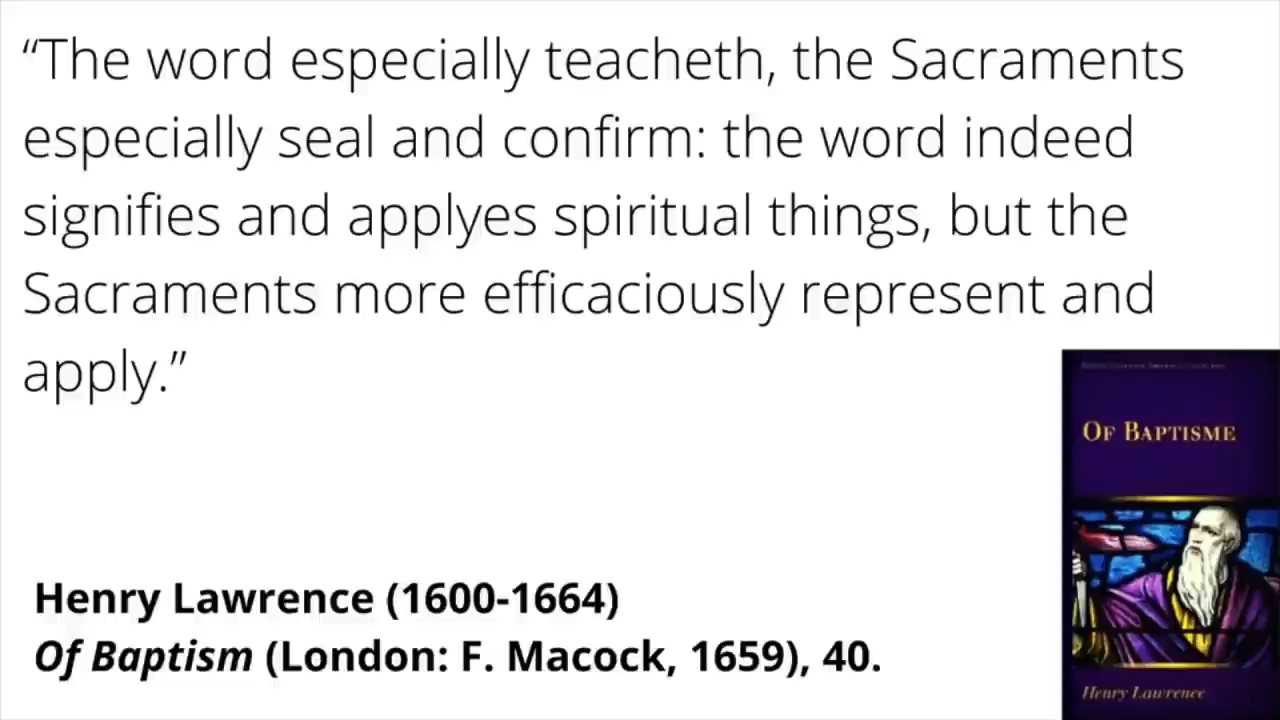 “The word especially teacheth, the Sacraments
especially seal and confirm: the word indeed
signifies and applyes spiritual things, but the
Sacraments more efficaciously represent and
apply.”
OF BAPTISME
Henry Lawrence (1600-1664)
Of Baptism (London: F. Macock, 1659), 40.
Henry Lawrence